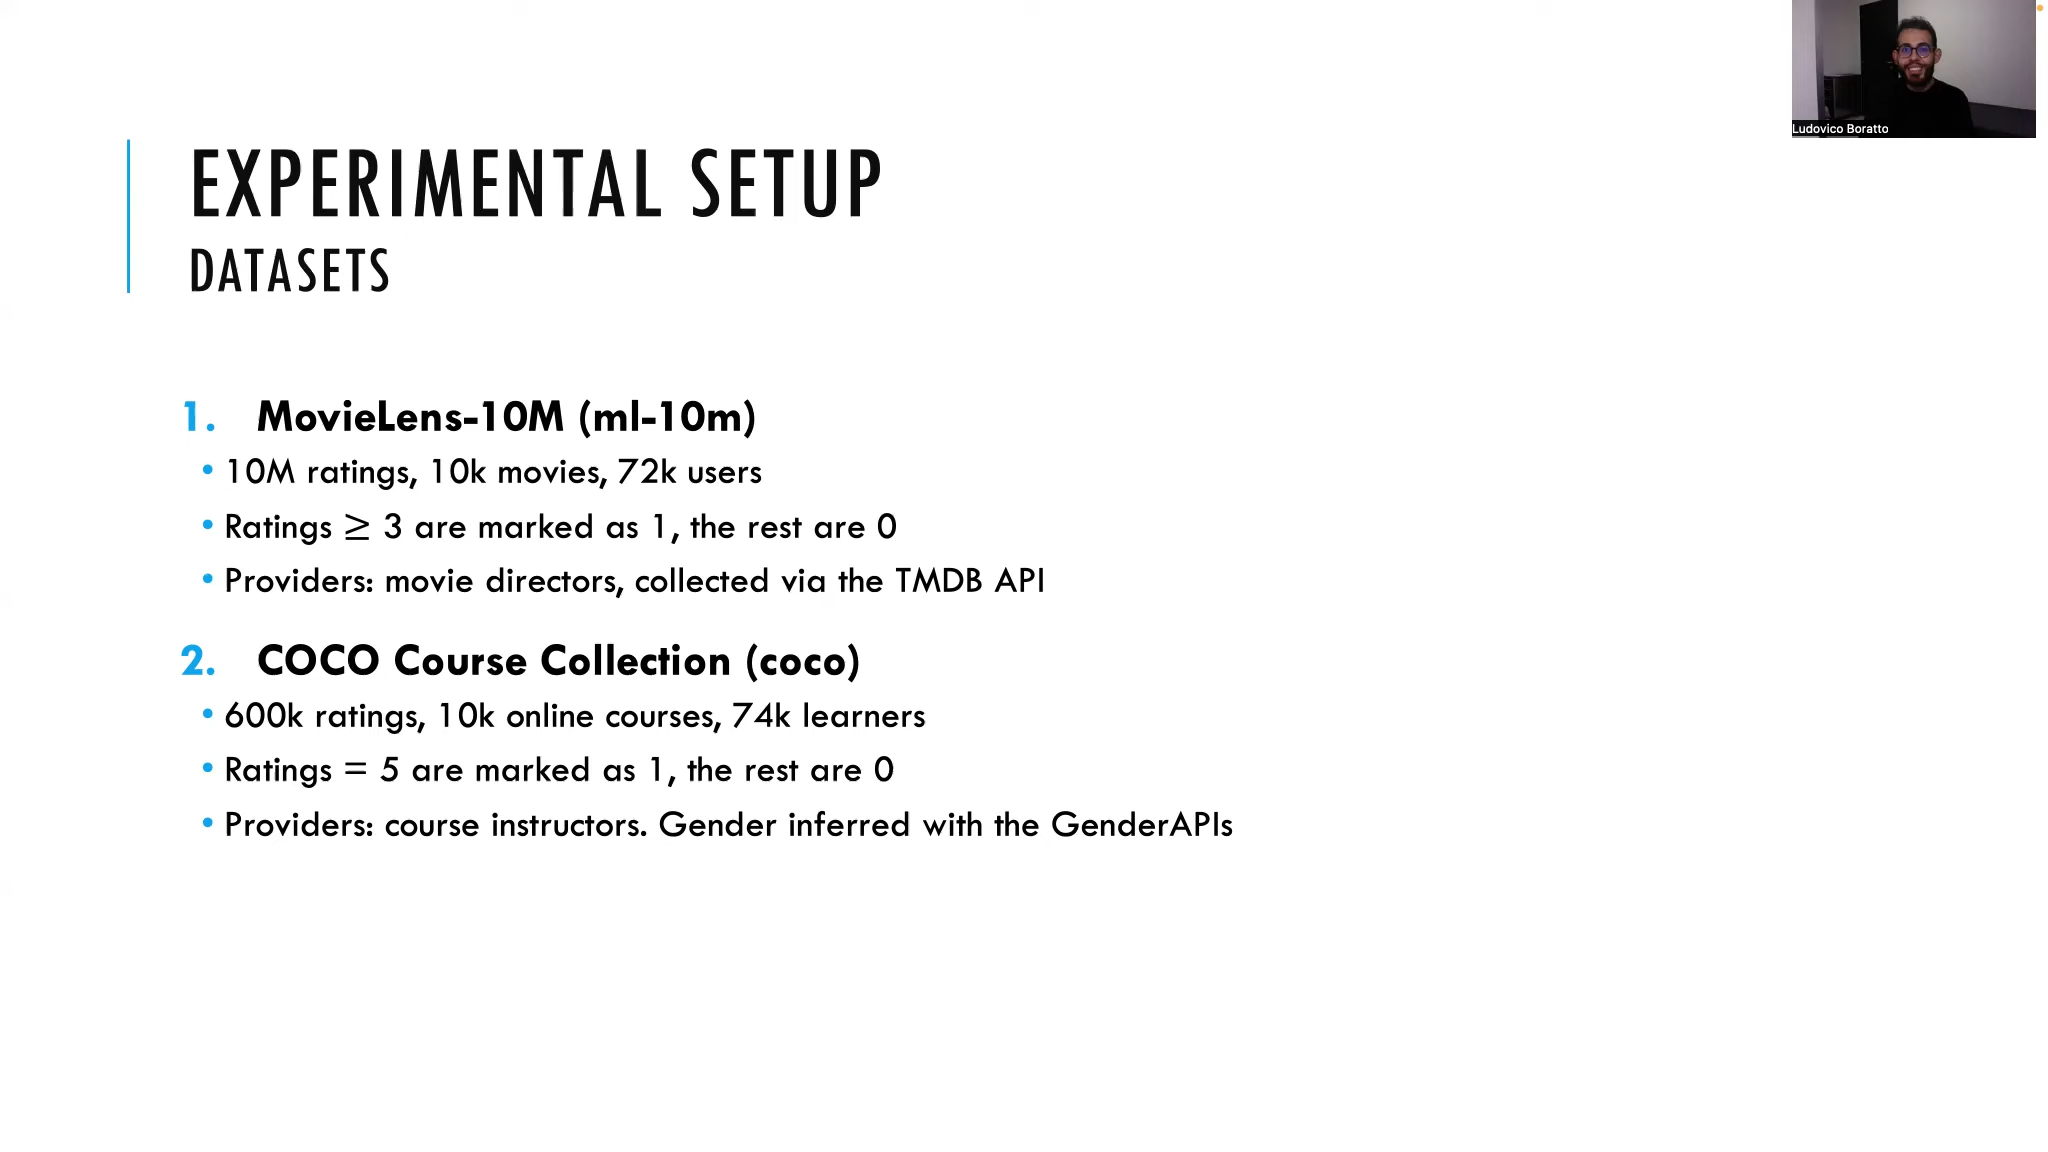 Ludovico Boratto
EXPERIMENTAL SETUP
DATASETS
1. MovieLens-10M (ml-10m)
• 10M ratings, 10k movies, 72k users
• Ratings ≥ 3 are marked as 1, the rest are 0
• Providers: movie directors, collected via the TMDB API
2. COCO Course Collection (coco)
• 600k ratings, 10k online courses, 74k learners
• Ratings = 5 are marked as 1, the rest are 0
• Providers: course instructors. Gender inferred with the GenderAPIs